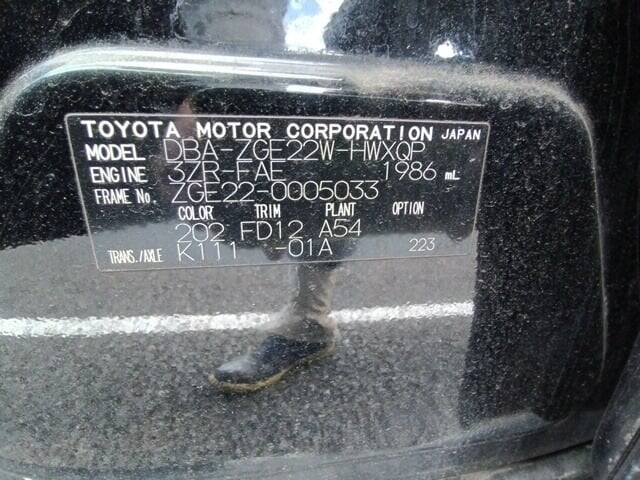 TOYOTA MOTOR CORPORATION JAPAN
MODEL DBA-ZGE22W-HWXQP
ENGINE 3ZR-FAE 1986 mL
FRAME No. ZGE22-0005033
COLOR TRIM PLANT OPTION
202 FD12 A54
TRANS./AXLE K111 -01A 223